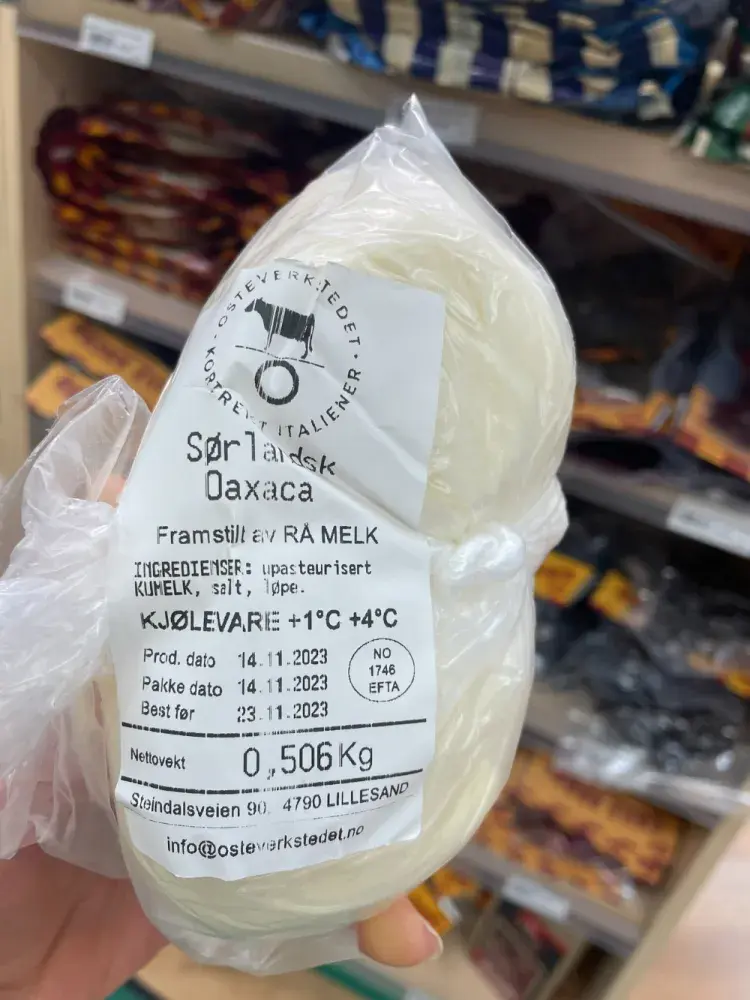 OSTEVERKSTEDET
KORTREIST ITALIENER
Sørlandsk
Oaxaca
Framstilt av RÅ MELK
INGREDIENSER: upasteurisert
KUMELK, salt, løpe.
KJØLEVARE +1°C +4°C
Prod. dato 14.11.2023
Pakke dato 14.11.2023
Best før 23.11.2023
NO
1746
EFTA
Nettovekt 0,506 Kg
Steindalsveien 90, 4790 LILLESAND
info@osteverkstedet.no